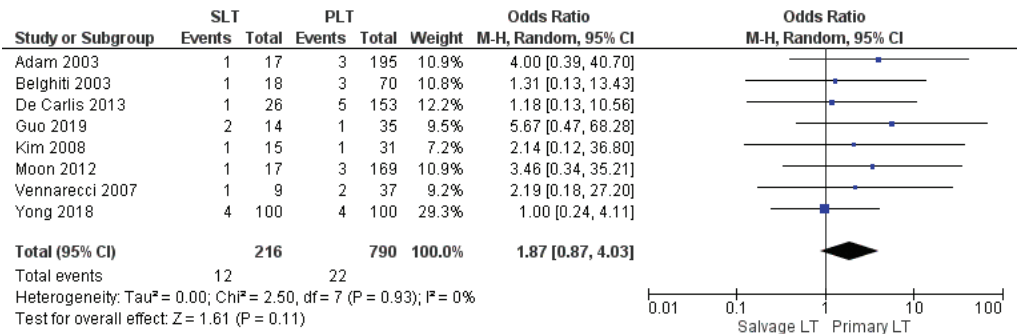 SLT PLT Odds Ratio Odds Ratio
Study or Subgroup Events Total Events Total Weight M-H, Random, 95% CI M-H, Random, 95% CI
Adam 2003 1 17 3 195 10.9% 4.00 [0.39, 40.70]
Belghiti 2003 1 18 3 70 10.8% 1.31 [0.13, 13.43]
De Carlis 2013 1 26 5 153 12.2% 1.18 [0.13, 10.56]
Guo 2019 2 14 1 35 9.5% 5.67 [0.47, 68.28]
Kim 2008 1 15 1 31 7.2% 2.14 [0.12, 36.80]
Moon 2012 1 17 3 169 10.9% 3.46 [0.34, 35.21]
Vennarecci 2007 1 9 2 37 9.2% 2.19 [0.18, 27.20]
Yong 2018 4 100 4 100 29.3% 1.00 [0.24, 4.11]
Total (95% CI) 216 790 100.0% 1.87 [0.87, 4.03]
Total events 12 22
Heterogeneity: Tau² = 0.00; Chi² = 2.50, df = 7 (P = 0.93); I² = 0%
Test for overall effect: Z = 1.61 (P = 0.11)
0.01 0.1 1 10 100
Salvage LT Primary LT